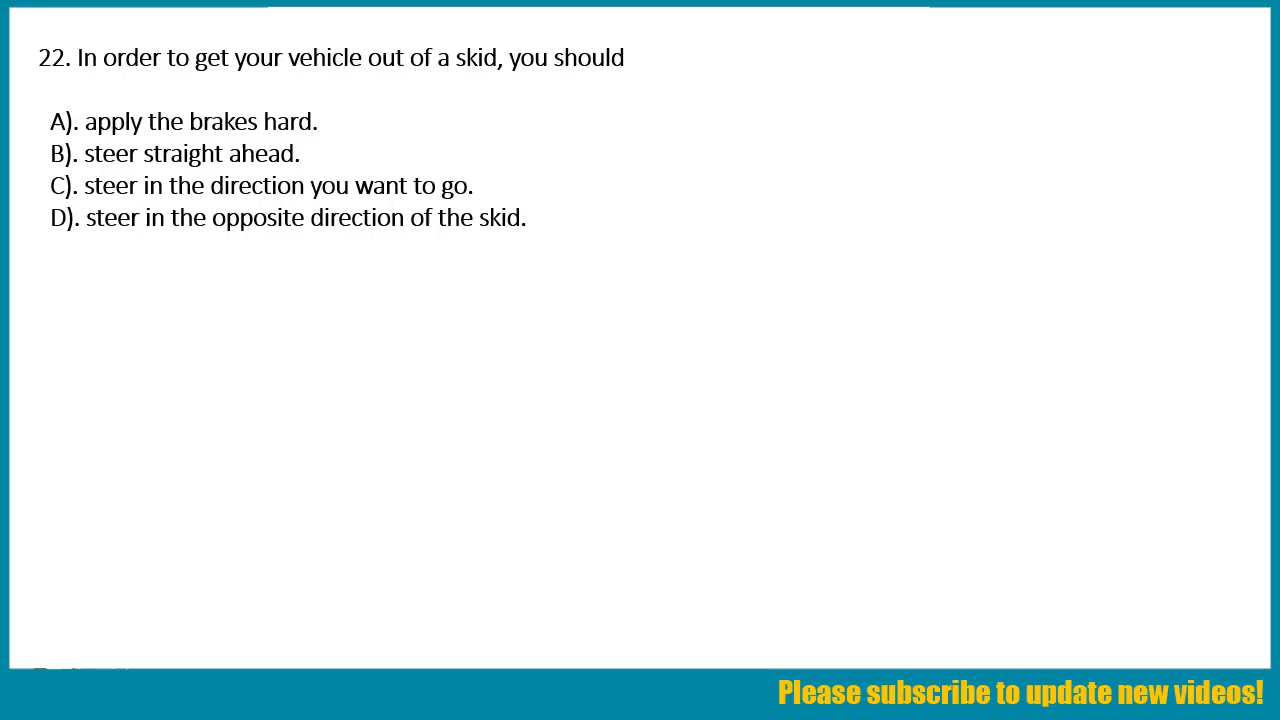 22. In order to get your vehicle out of a skid, you should
A). apply the brakes hard.
B). steer straight ahead.
C). steer in the direction you want to go.
D). steer in the opposite direction of the skid.
Please subscribe to update new videos!